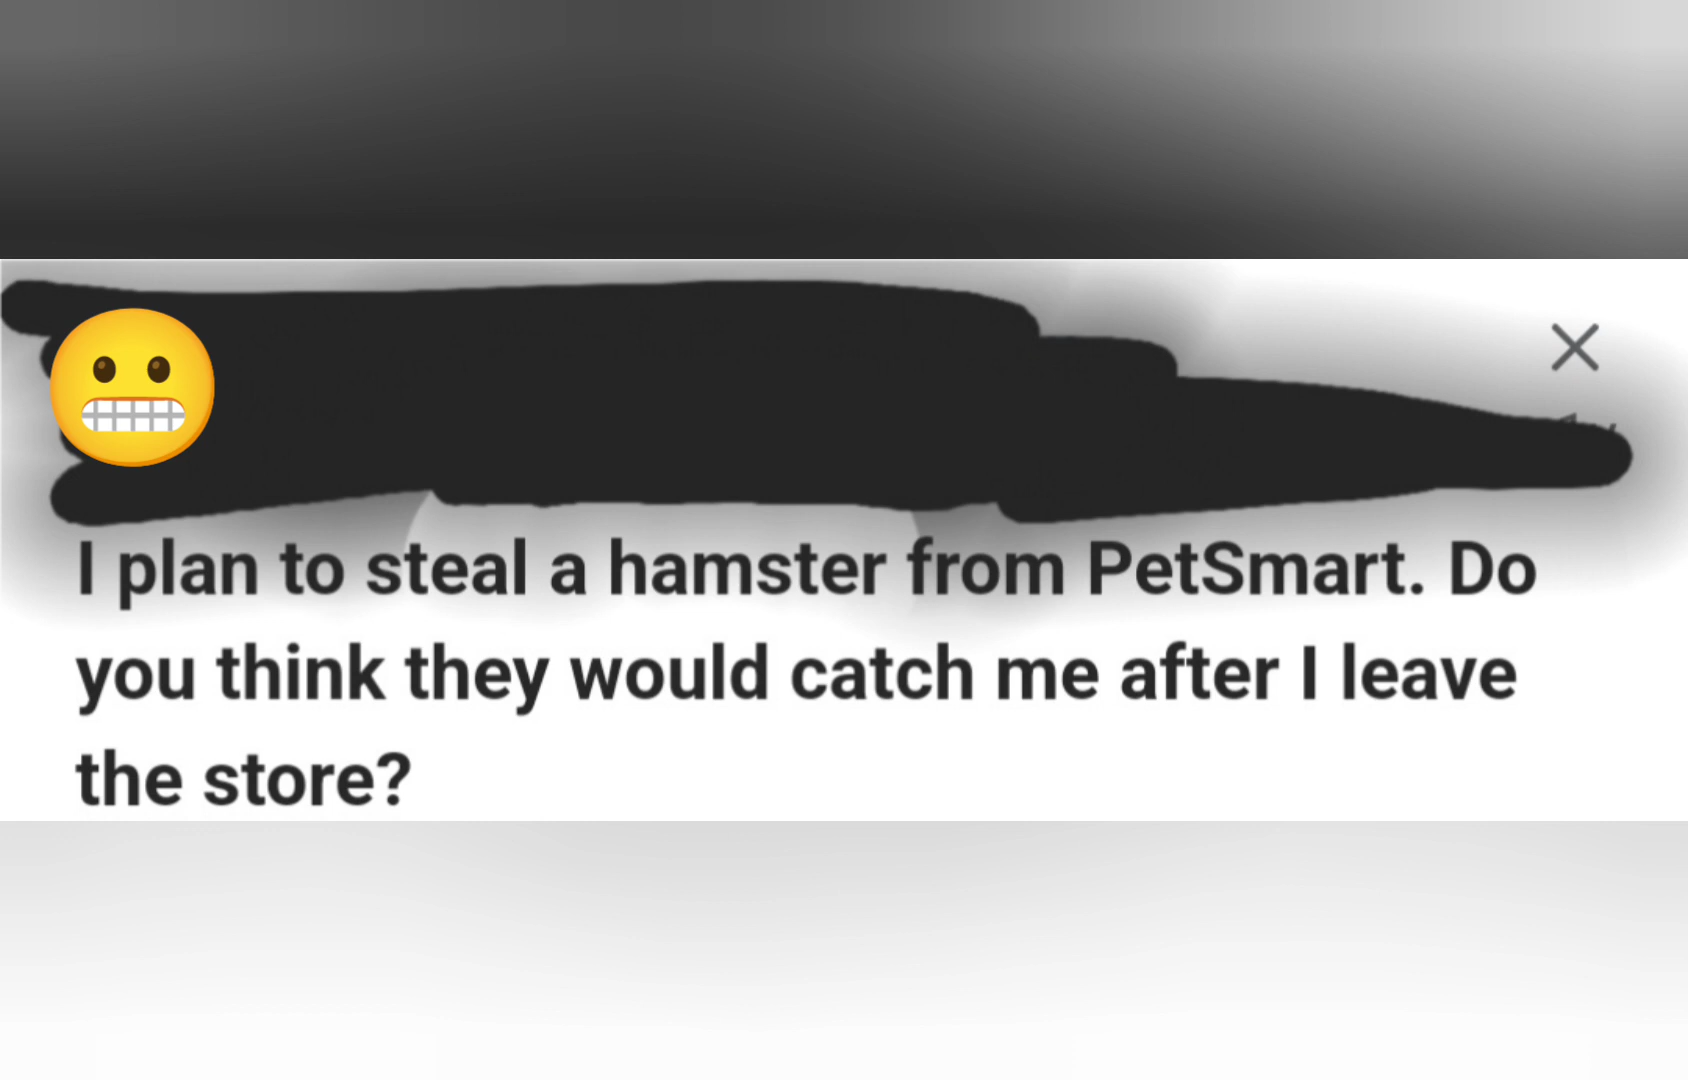 I plan to steal a hamster from PetSmart. Do
you think they would catch me after I leave
the store?